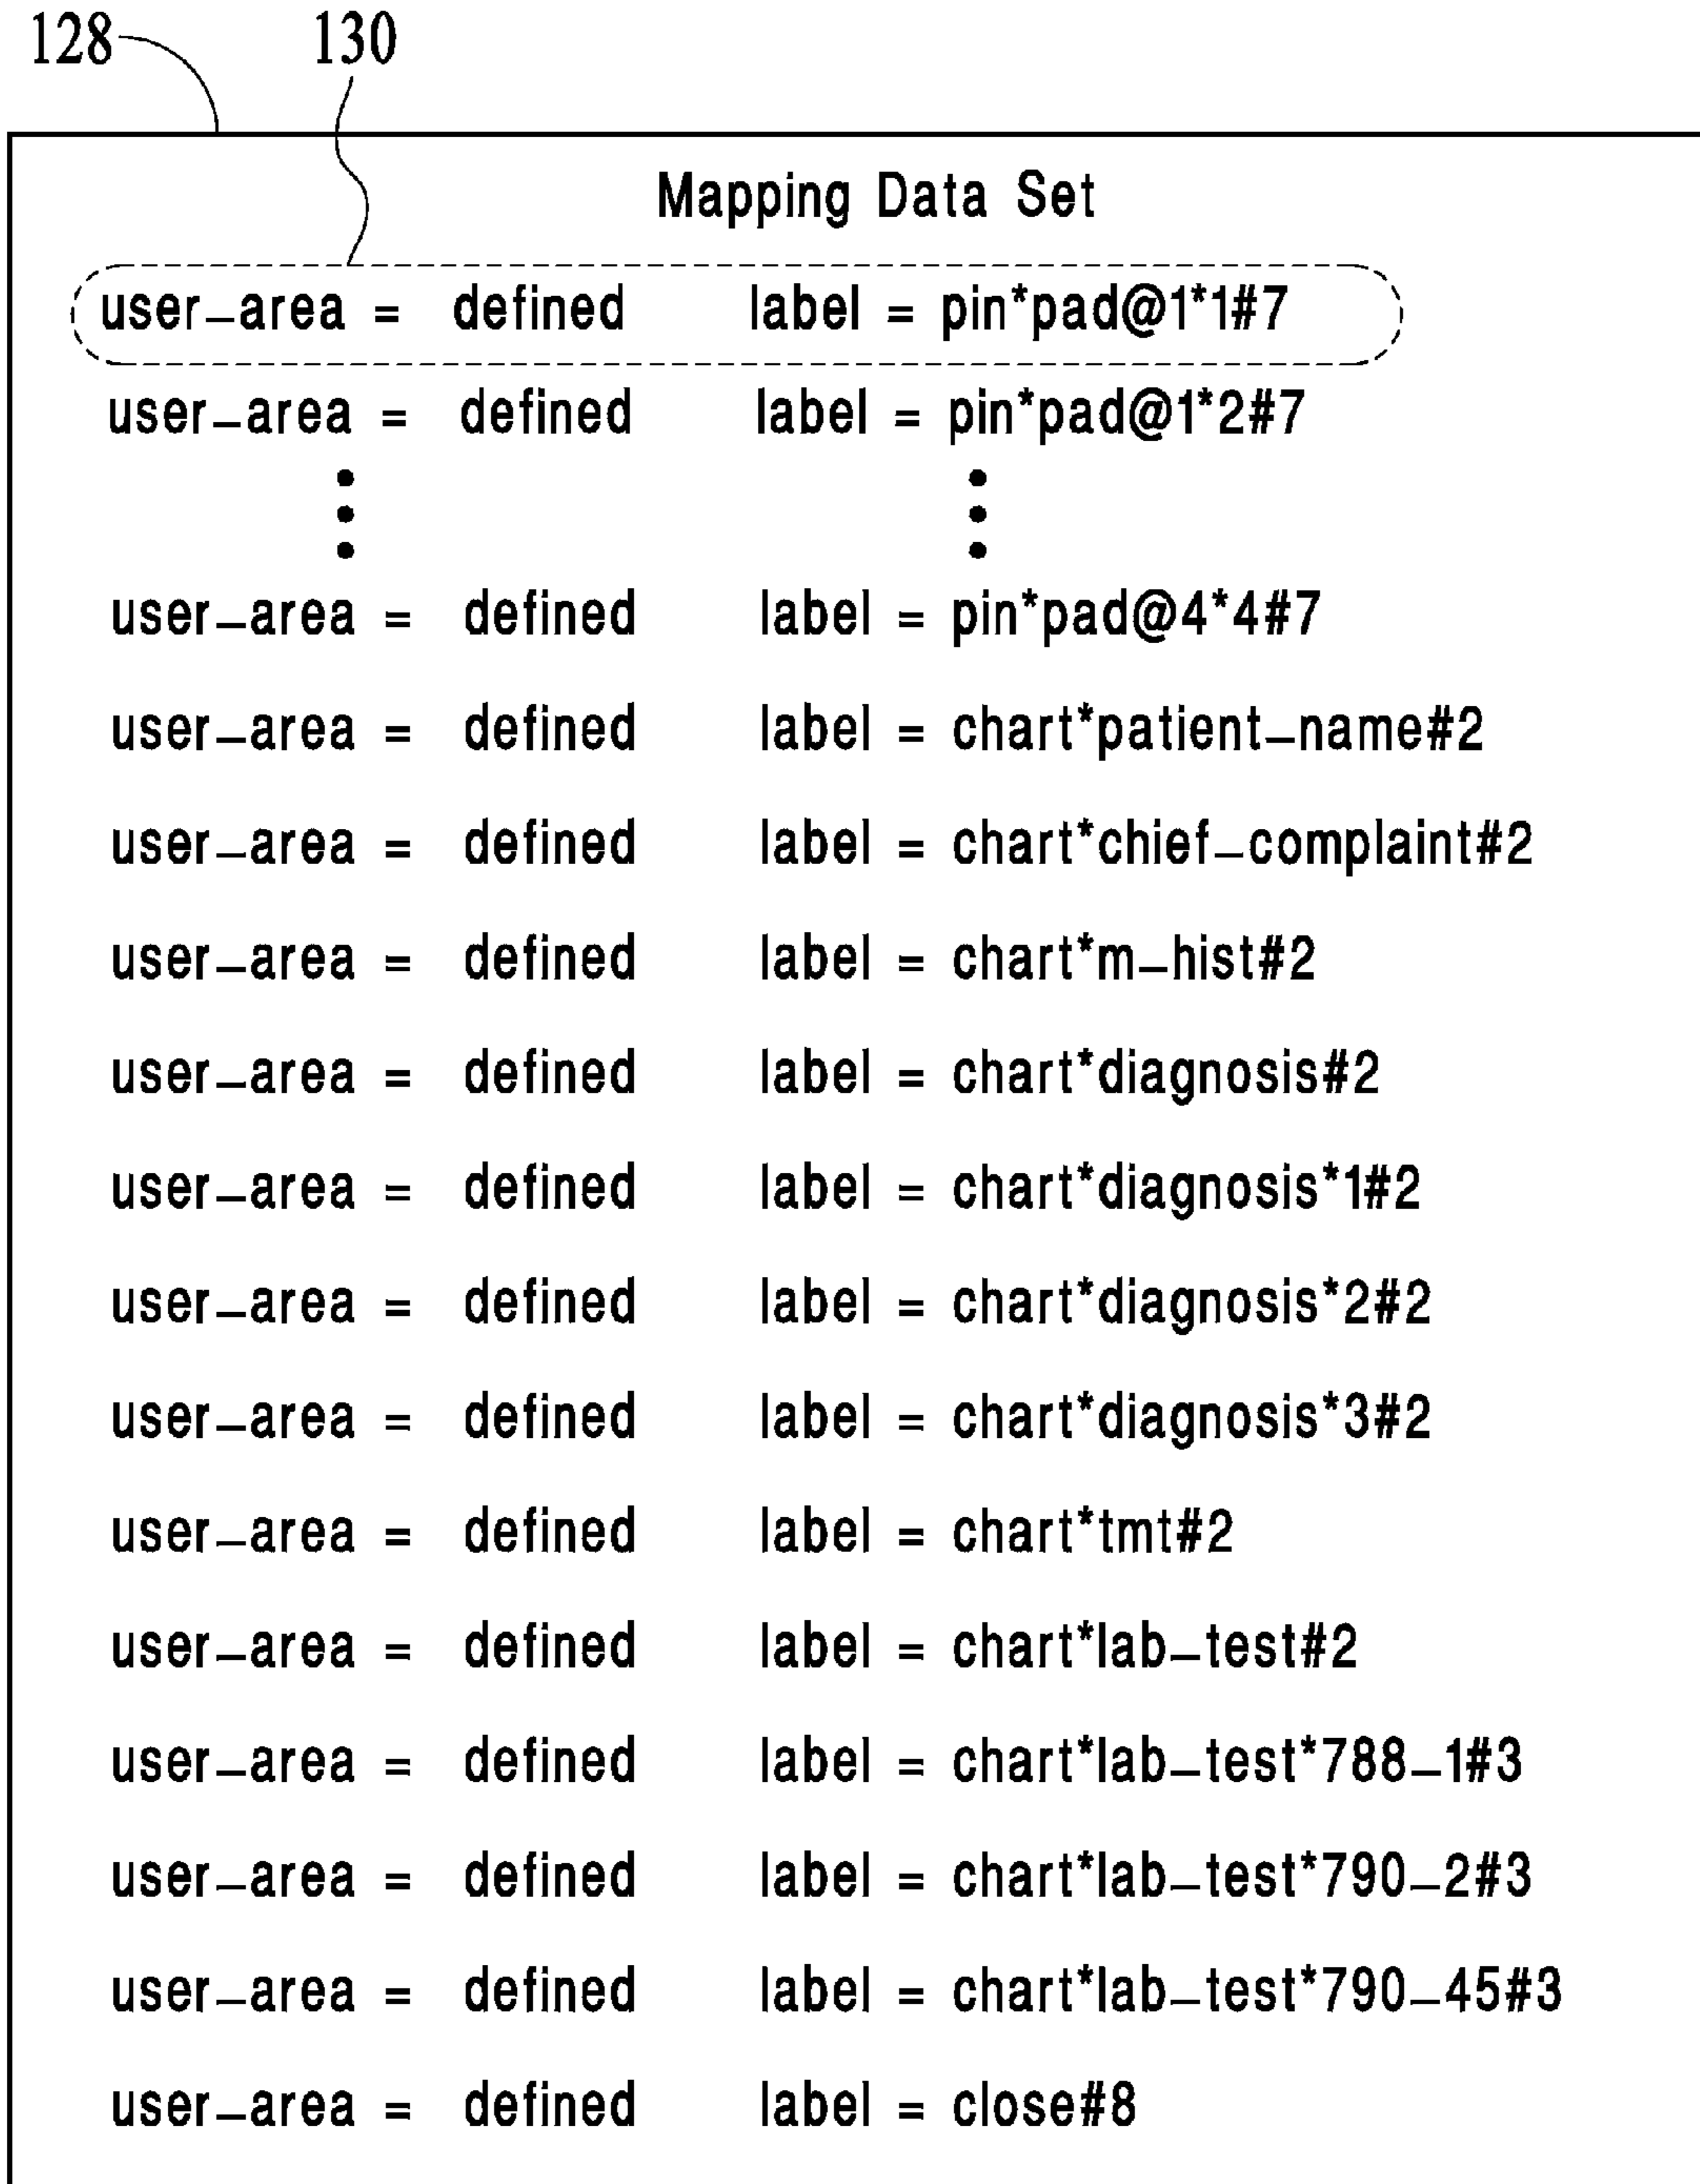 128 130
Mapping Data Set
user_area = defined label = pin*pad@1*1#7
user_area = defined label = pin*pad@1*2#7
user_area = defined label = pin*pad@4*4#7
user_area = defined label = chart*patient_name#2
user_area = defined label = chart*chief_complaint#2
user_area = defined label = chart*m_hist#2
user_area = defined label = chart*diagnosis#2
user_area = defined label = chart*diagnosis*1#2
user_area = defined label = chart*diagnosis*2#2
user_area = defined label = chart*diagnosis*3#2
user_area = defined label = chart*tmt#2
user_area = defined label = chart*lab_test#2
user_area = defined label = chart*lab_test*788_1#3
user_area = defined label = chart*lab_test*790_2#3
user_area = defined label = chart*lab_test*790_45#3
user_area = defined label = close#8